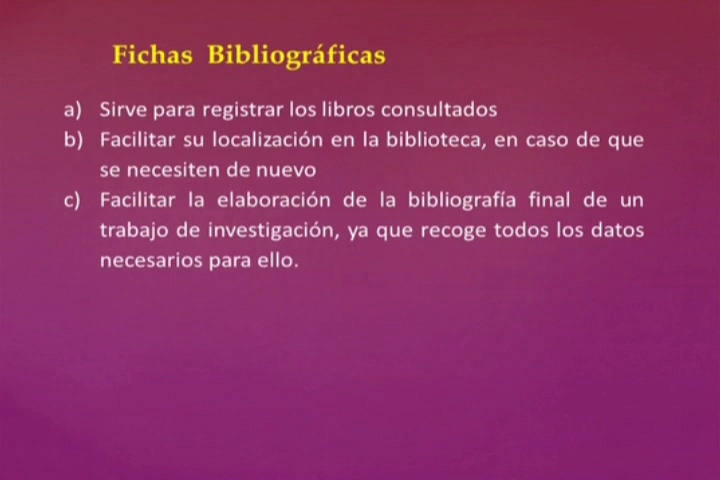 Fichas Bibliográficas
a) Sirve para registrar los libros consultados
b) Facilitar su localización en la biblioteca, en caso de que
se necesiten de nuevo
c) Facilitar la elaboración de la bibliografía final de un
trabajo de investigación, ya que recoge todos los datos
necesarios para ello.